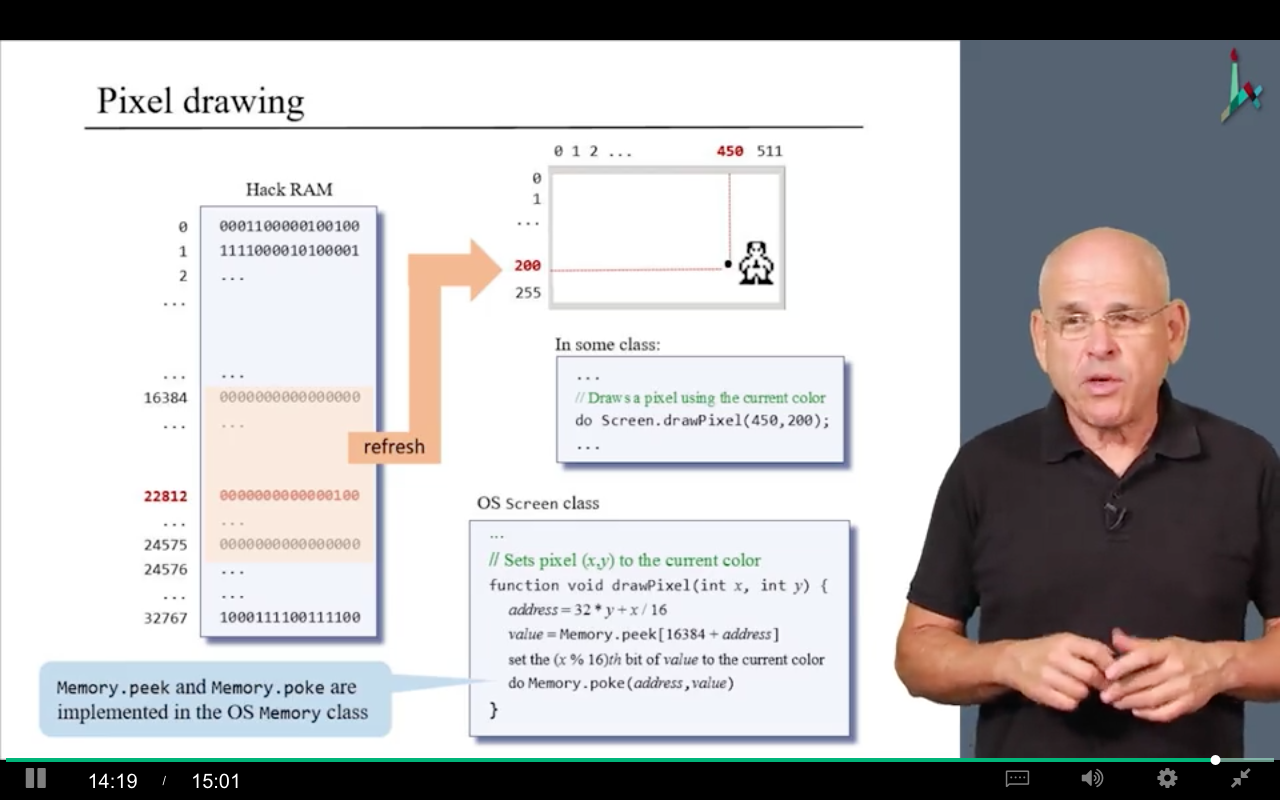 Pixel drawing
0 1 2 ... 450 511
Hack RAM
0
1
...
200
255
0 0001100000100100
1 1111000010100001
2 ...
...
... ...
16384 0000000000000000
... ...
refresh
22812 0000000000000100
... ...
24575 0000000000000000
24576 ...
... ...
32767 1000111100111100
In some class:
...
// Draws a pixel using the current color
do Screen.drawPixel(450,200);
...
OS Screen class
...
// Sets pixel (x,y) to the current color
function void drawPixel(int x, int y) {
address = 32 * y + x / 16
value = Memory.peek[16384 + address]
set the (x % 16)th bit of value to the current color
do Memory.poke(address,value)
}
Memory.peek and Memory.poke are
implemented in the OS Memory class
14:19 / 15:01